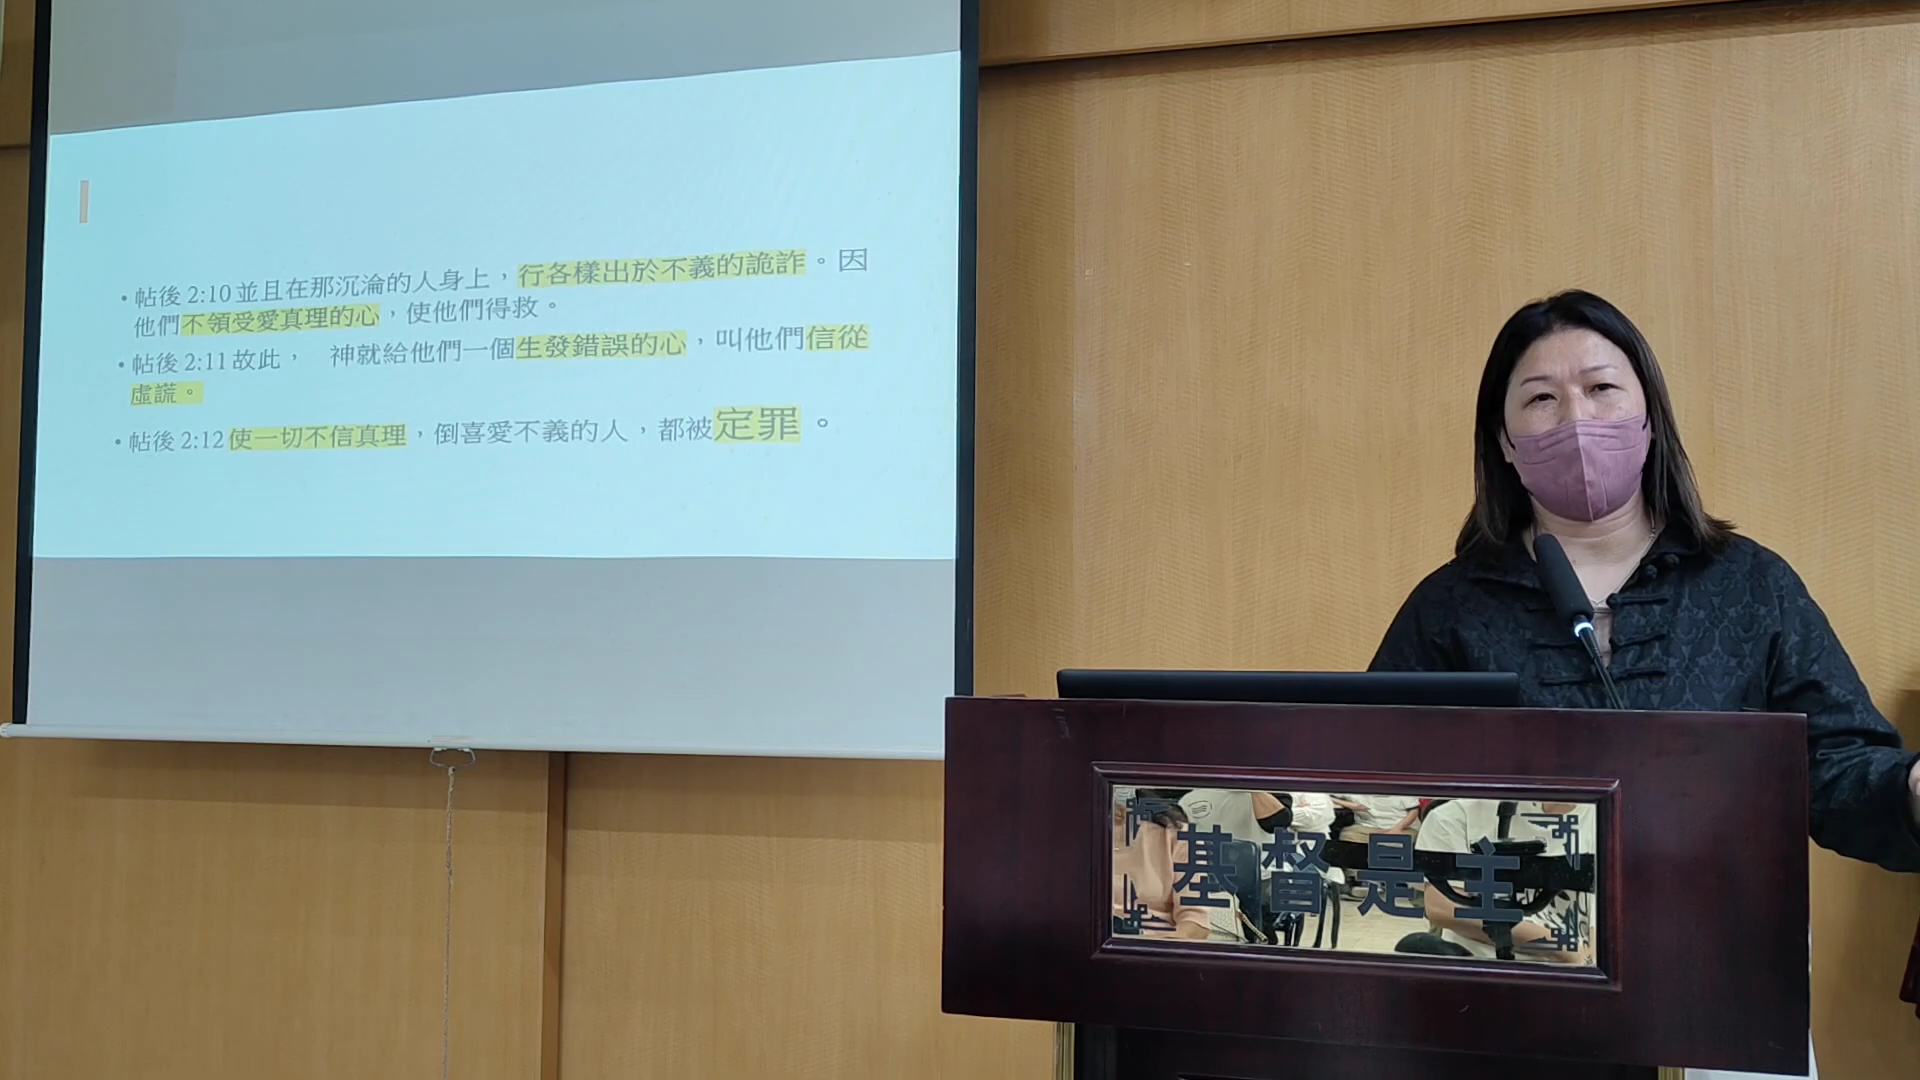 • 帖後 2:10 並且在那沉淪的人身上，行各樣出於不義的詭詐。因
他們不領受愛真理的心，使他們得救。
• 帖後 2:11 故此，　神就給他們一個生發錯誤的心，叫他們信從
虛謊。
• 帖後 2:12 使一切不信真理，倒喜愛不義的人，都被定罪。
基督是主